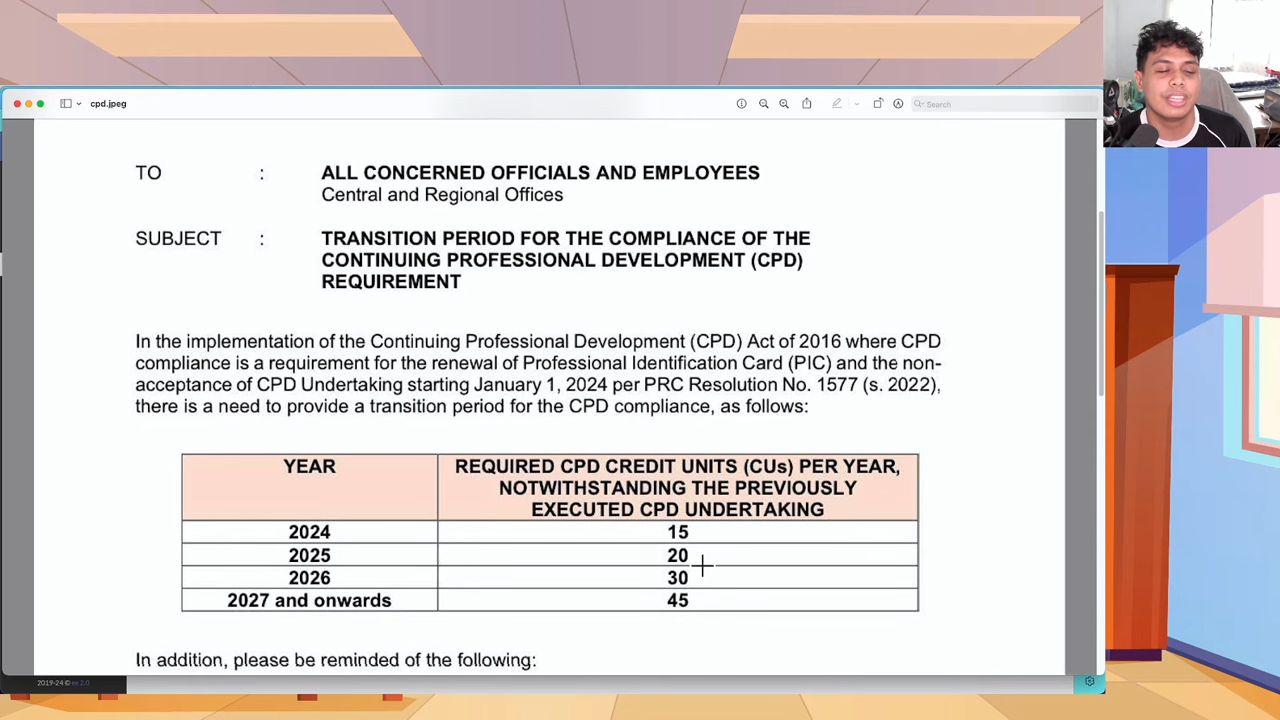 cpd.jpeg
Search
TO : ALL CONCERNED OFFICIALS AND EMPLOYEES
Central and Regional Offices
SUBJECT : TRANSITION PERIOD FOR THE COMPLIANCE OF THE
CONTINUING PROFESSIONAL DEVELOPMENT (CPD)
REQUIREMENT
In the implementation of the Continuing Professional Development (CPD) Act of 2016 where CPD
compliance is a requirement for the renewal of Professional Identification Card (PIC) and the non-
acceptance of CPD Undertaking starting January 1, 2024 per PRC Resolution No. 1577 (s. 2022),
there is a need to provide a transition period for the CPD compliance, as follows:
YEAR REQUIRED CPD CREDIT UNITS (CUs) PER YEAR,
NOTWITHSTANDING THE PREVIOUSLY
EXECUTED CPD UNDERTAKING
2024 15
2025 20
2026 30
2027 and onwards 45
In addition, please be reminded of the following:
2019-24 ©